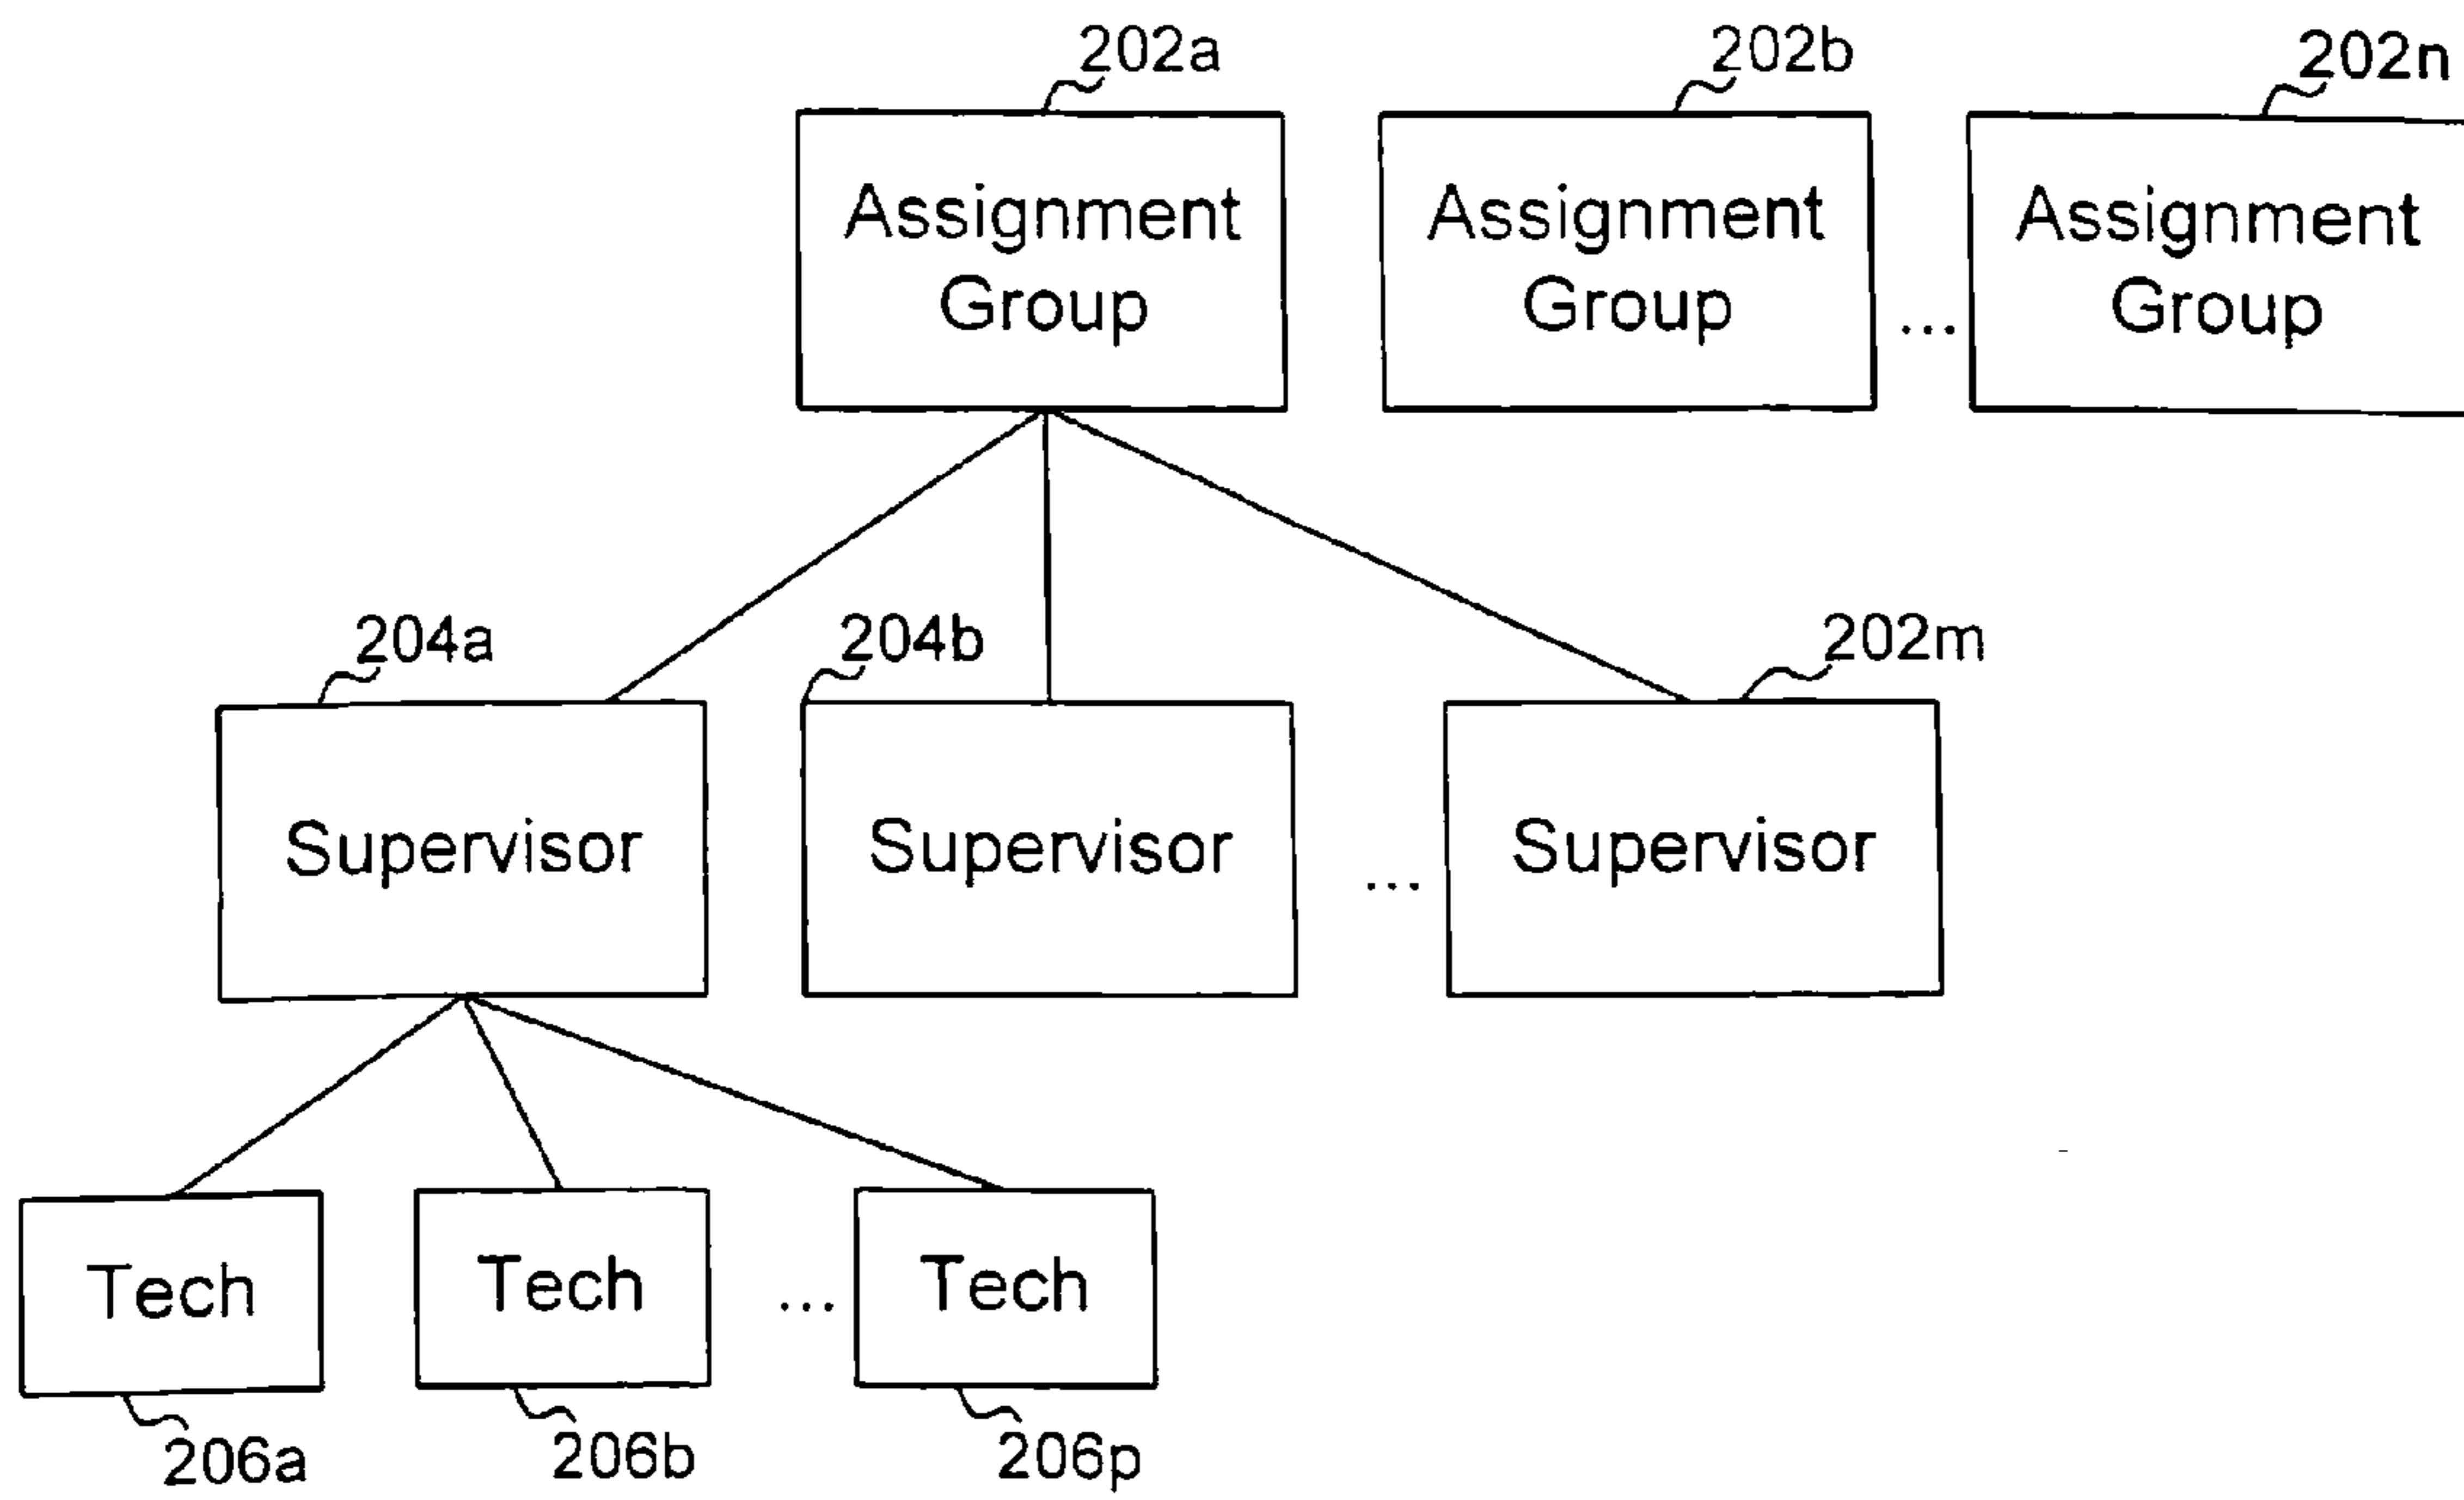 202a
202b
202n
Assignment
Group
Assignment
Group
...
Assignment
Group
204a
204b
202m
Supervisor
Supervisor
...
Supervisor
Tech
Tech
...
Tech
206a
206b
206p